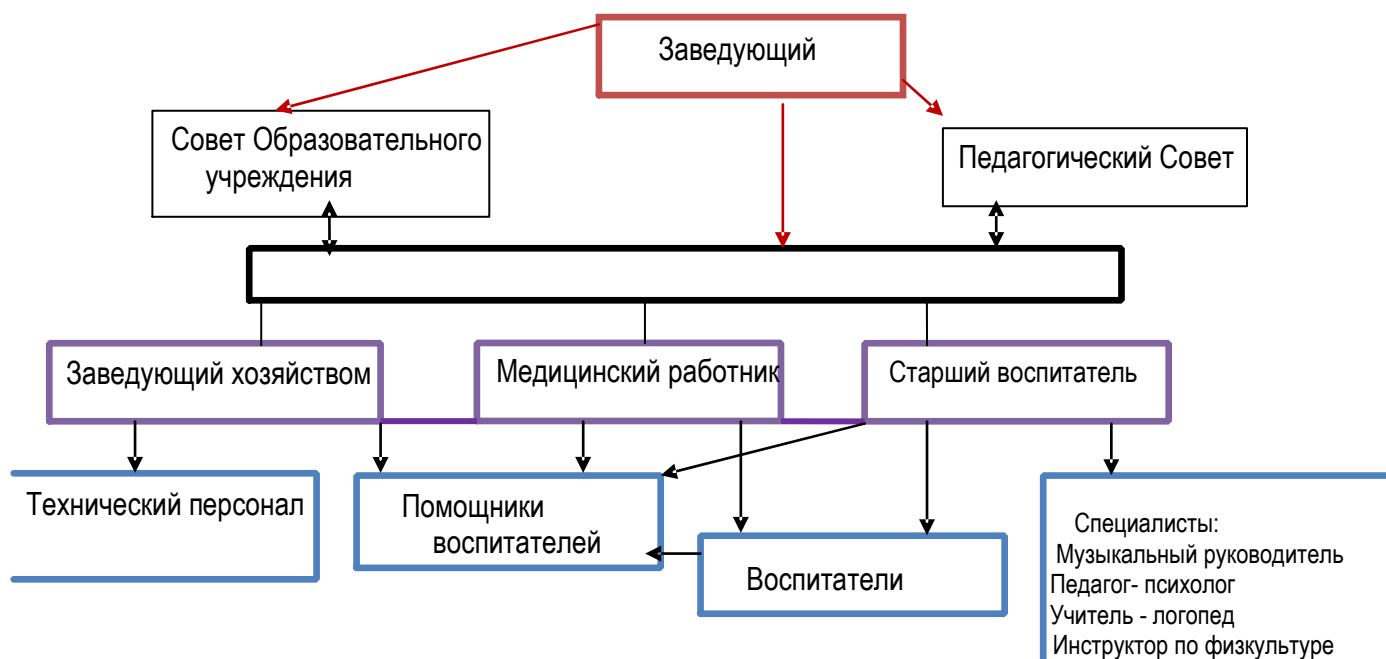 Заведующий
Совет Образовательного
учреждения
Педагогический Совет
Заведующий хозяйством
Медицинский работник
Старший воспитатель
Технический персонал
Помощники
воспитателей
Воспитатели
Специалисты:
Музыкальный руководитель
Педагог- психолог
Учитель - логопед
Инструктор по физкультуре